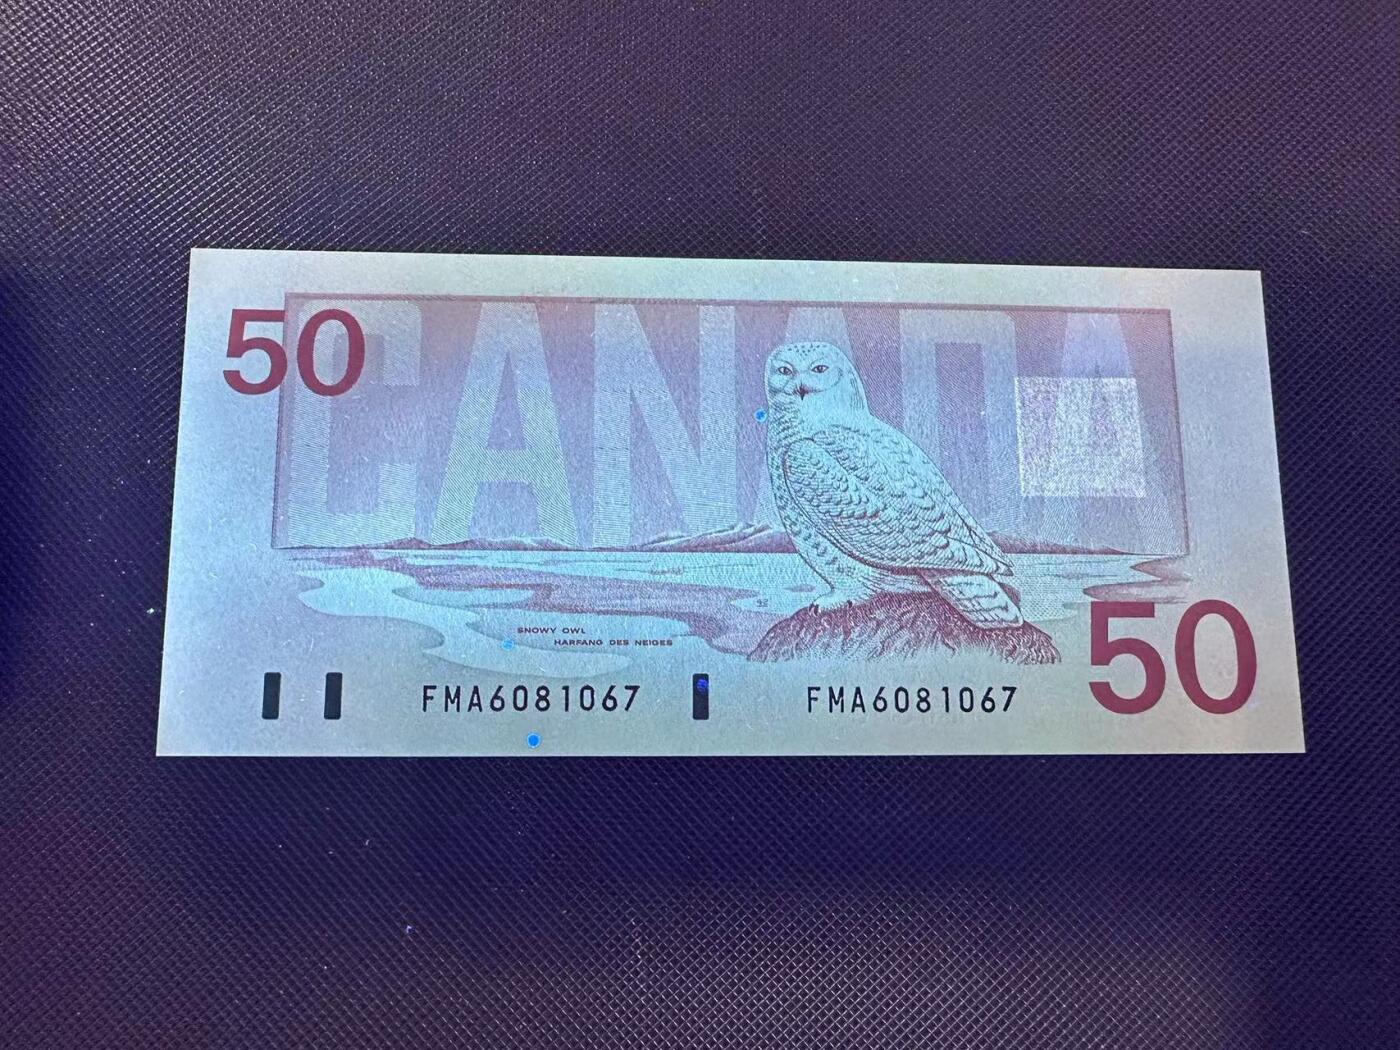 50
CANADA
SNOWY OWL
HARFANG DES NEIGES
FMA6081067
FMA6081067
50